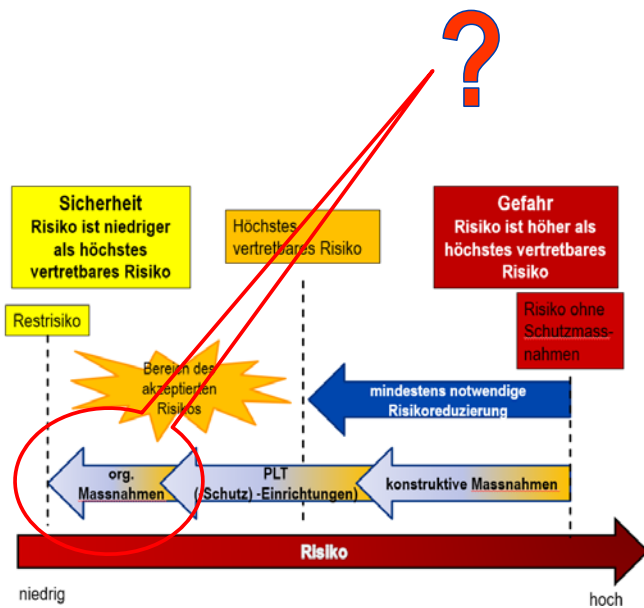 ?
Sicherheit
Risiko ist niedriger
als höchstes
vertretbares Risiko
Höchstes
vertretbares Risiko
Gefahr
Risiko ist höher als
höchstes vertretbares
Risiko
Restrisiko
Risiko ohne
Schutzmass-
nahmen
Bereich des
akzeptierten
Risikos
mindestens notwendige
Risikoreduzierung
org.
Massnahmen
PLT
(-Schutz) -Einrichtungen)
konstruktive Massnahmen
Risiko
niedrig
hoch